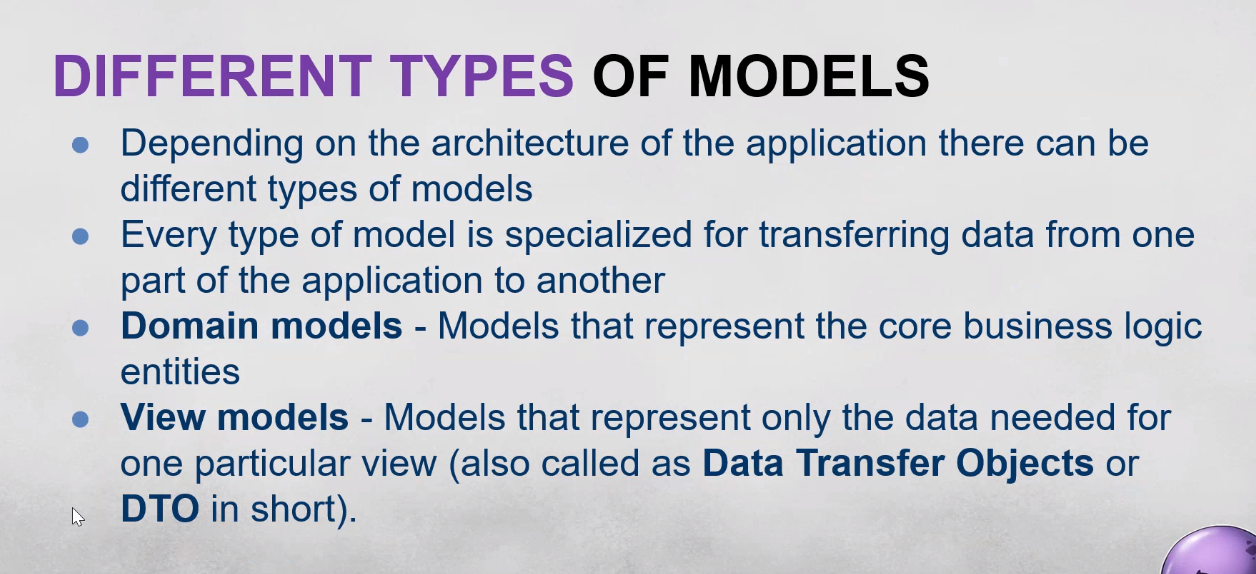 DIFFERENT TYPES OF MODELS
Depending on the architecture of the application there can be
different types of models
Every type of model is specialized for transferring data from one
part of the application to another
Domain models - Models that represent the core business logic
entities
View models - Models that represent only the data needed for
one particular view (also called as Data Transfer Objects or
DTO in short).